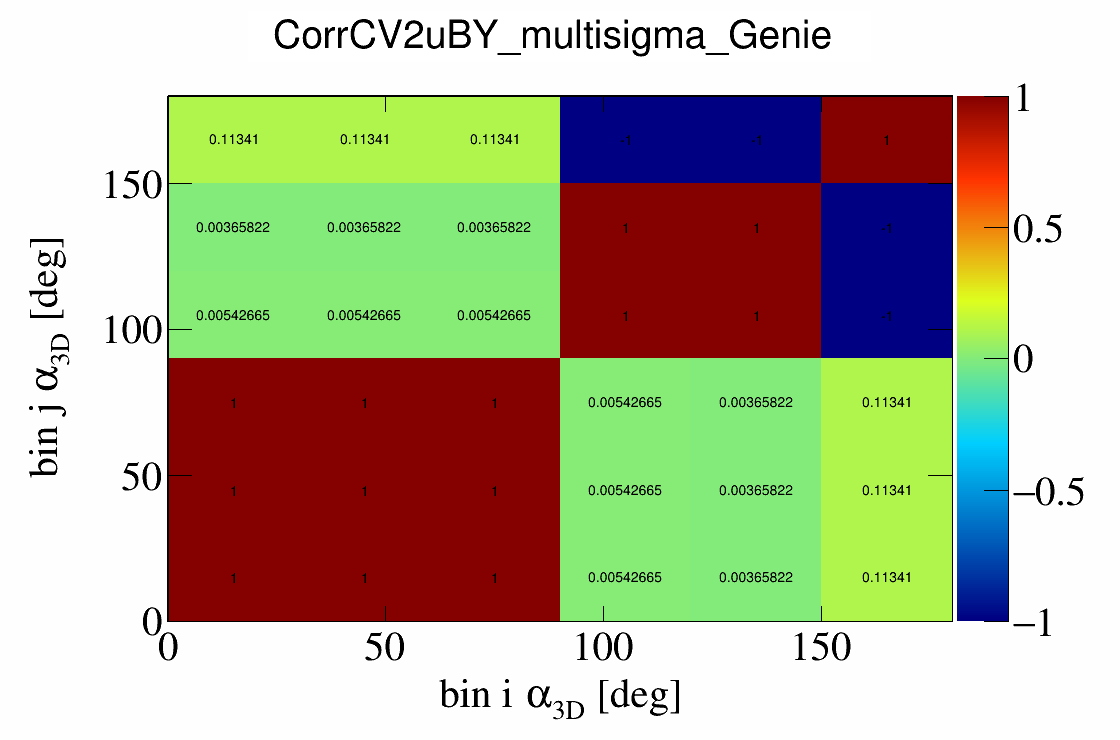 CorrCV2uBY_multisigma_Genie
0.11341 0.11341 0.11341 -1 -1 1
0.00365822 0.00365822 0.00365822 1 1 -1
0.00542665 0.00542665 0.00542665 1 1 -1
1 1 1 0.00542665 0.00365822 0.11341
1 1 1 0.00542665 0.00365822 0.11341
1 1 1 0.00542665 0.00365822 0.11341
150
100
50
0
0 50 100 150
bin i α3D [deg]
bin j α3D [deg]
1
0.5
0
−0.5
−1